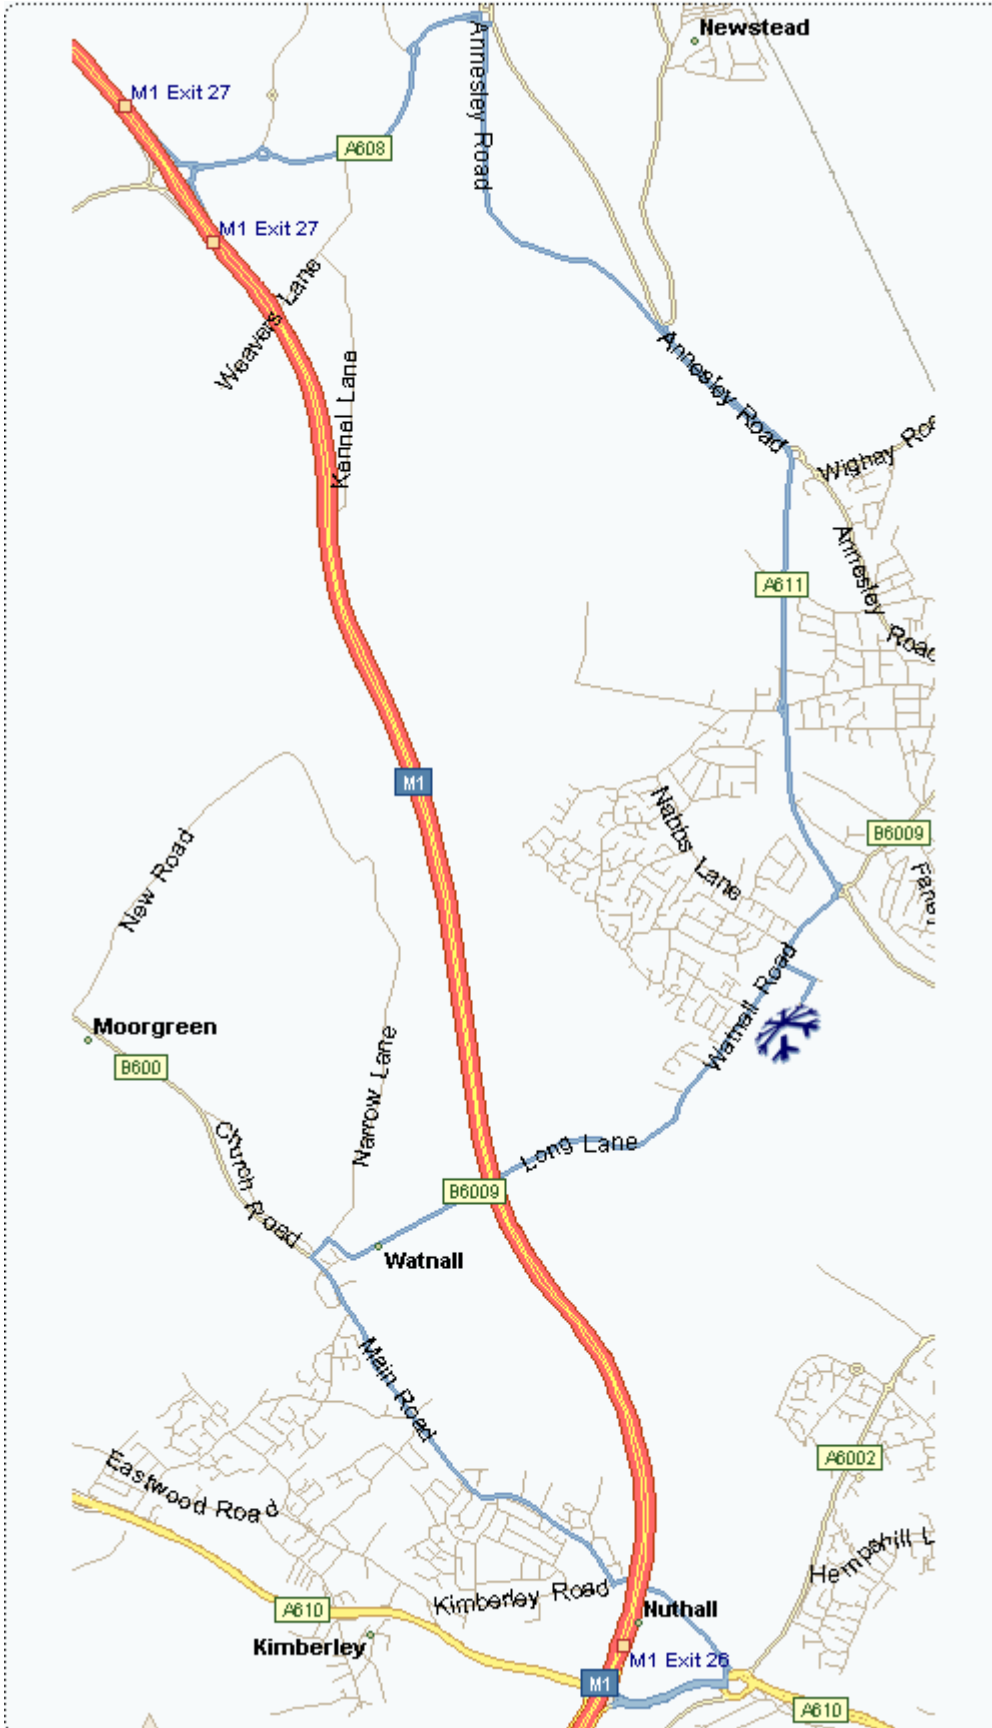 Newstead
M1 Exit 27
Annesley Road
A608
M1 Exit 27
Weavers Lane
Kennal Lane
Annesley Road
Wighay Roa
Annesley Road
A611
M1
Nabbs Lane
B6009
New Road
Watnall Road
Moorgreen
B600
Narrow Lane
Church Road
Long Lane
B6009
Watnall
Main Road
A6002
Eastwood Road
Hempshill L
Kimberley Road
A610
Nuthall
Kimberley
M1 Exit 26
M1
A610